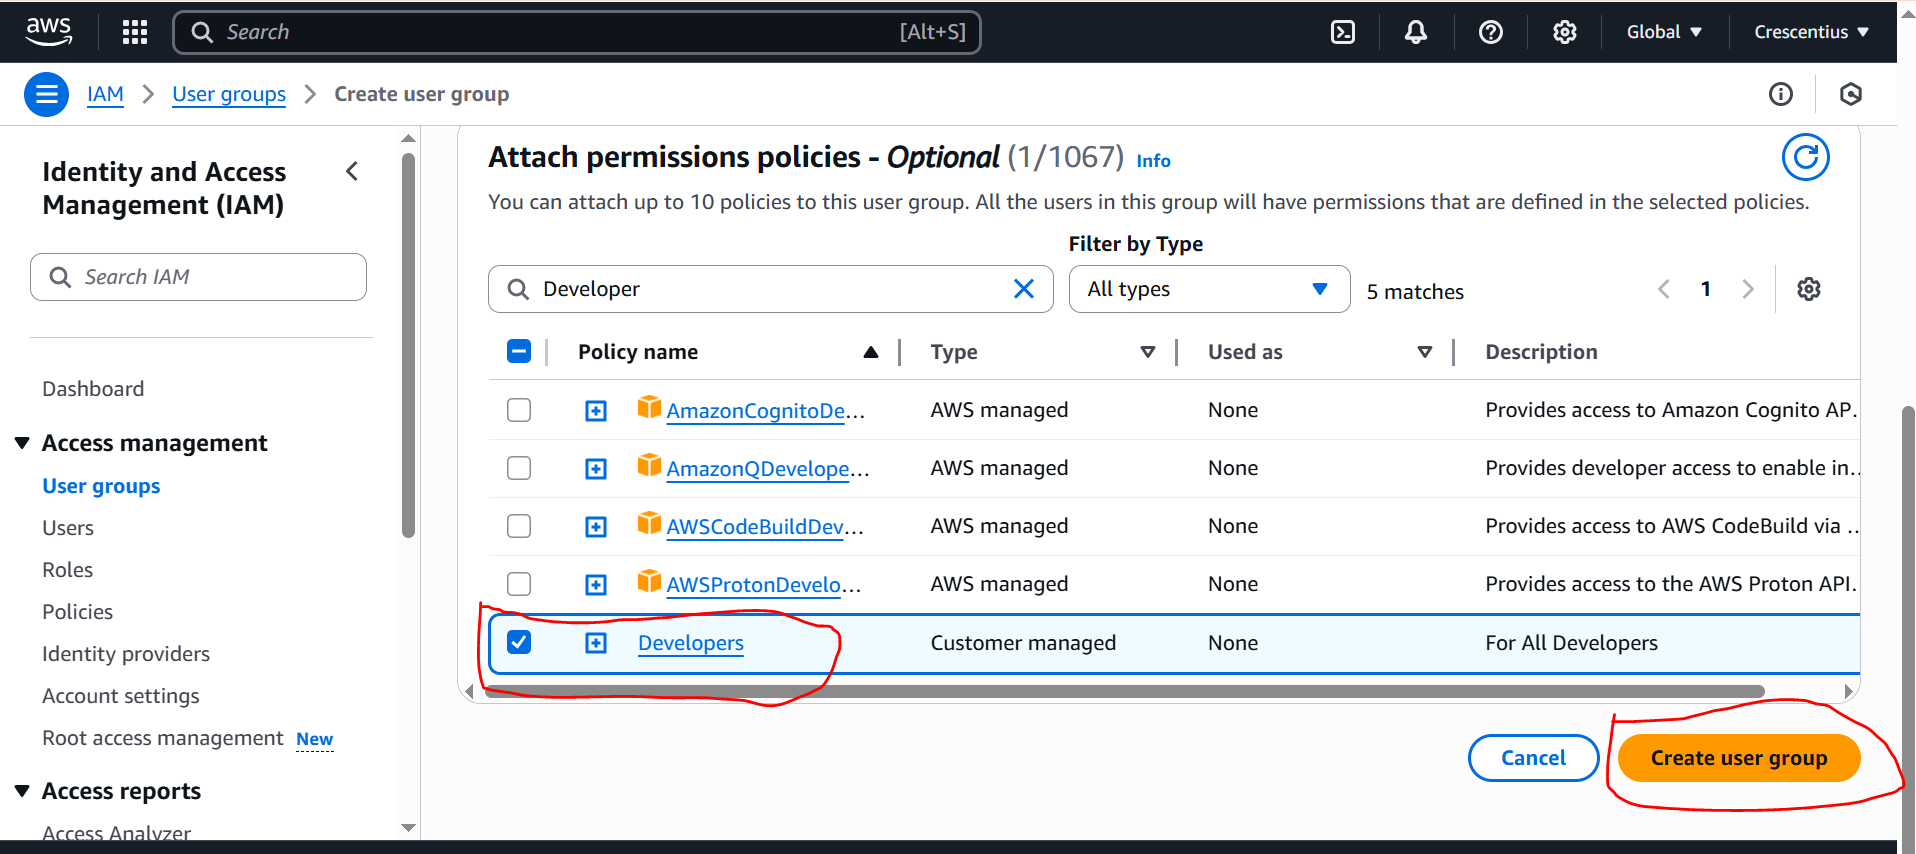 aws
Search [Alt+S] Global Crescentius
IAM User groups Create user group
Identity and Access
Management (IAM)
Search IAM
Dashboard
Access management
User groups
Users
Roles
Policies
Identity providers
Account settings
Root access management New
Access reports
Access Analyzer
Attach permissions policies - Optional (1/1067) Info
You can attach up to 10 policies to this user group. All the users in this group will have permissions that are defined in the selected policies.
Filter by Type
Developer All types 5 matches 1
Policy name Type Used as Description
AmazonCognitoDe... AWS managed None Provides access to Amazon Cognito AP.
AmazonQDevelope... AWS managed None Provides developer access to enable in...
AWSCodeBuildDev... AWS managed None Provides access to AWS CodeBuild via ...
AWSProtonDevelo... AWS managed None Provides access to the AWS Proton API.
Developers Customer managed None For All Developers
Cancel Create user group